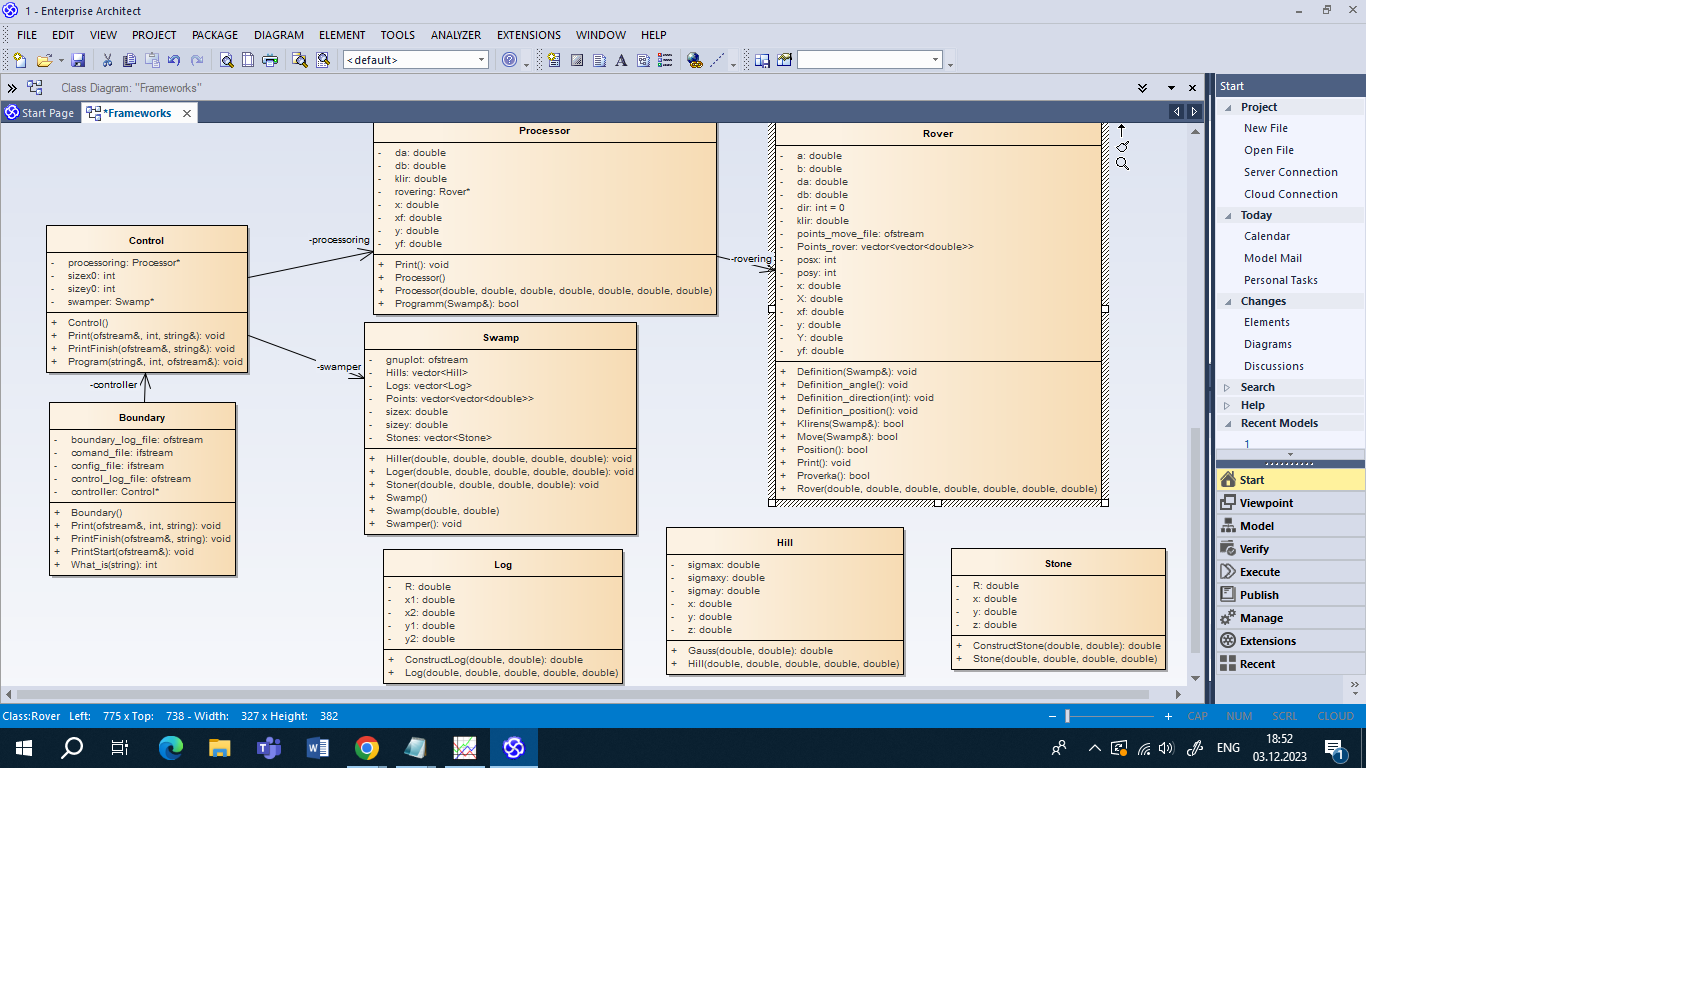 1 - Enterprise Architect
FILE EDIT VIEW PROJECT PACKAGE DIAGRAM ELEMENT TOOLS ANALYZER EXTENSIONS WINDOW HELP
<default>
Class Diagram: "Frameworks"
Start Page *Frameworks
Processor
- da: double
- db: double
- klir: double
- rovering: Rover*
- x: double
- xf: double
- y: double
- yf: double
+ Print(): void
+ Processor()
+ Processor(double, double, double, double, double, double, double)
+ Programm(Swamp&): bool
Rover
- a: double
- b: double
- da: double
- db: double
- dir: int = 0
- klir: double
- points_move_file: ofstream
- Points_rover: vector<vector<double>>
- posx: int
- posy: int
- x: double
- X: double
- xf: double
- y: double
- Y: double
- yf: double
+ Definition(Swamp&): void
+ Definition_angle(): void
+ Definition_direction(int): void
+ Definition_position(): void
+ Klirens(Swamp&): bool
+ Move(Swamp&): bool
+ Position(): bool
+ Print(): void
+ Proverka(): bool
+ Rover(double, double, double, double, double, double, double)
-processoring
-rovering
Control
- processoring: Processor*
- sizex0: int
- sizey0: int
- swamper: Swamp*
+ Control()
+ Print(ofstream&, int, string&): void
+ PrintFinish(ofstream&, string&): void
+ Program(string&, int, ofstream&): void
-swamper
-controller
Swamp
- gnuplot: ofstream
- Hills: vector<Hill>
- Logs: vector<Log>
- Points: vector<vector<double>>
- sizex: double
- sizey: double
- Stones: vector<Stone>
+ Hiller(double, double, double, double, double): void
+ Loger(double, double, double, double, double): void
+ Stoner(double, double, double, double): void
+ Swamp()
+ Swamp(double, double)
+ Swamper(): void
Boundary
- boundary_log_file: ofstream
- comand_file: ifstream
- config_file: ifstream
- control_log_file: ofstream
- controller: Control*
+ Boundary()
+ Print(ofstream&, int, string): void
+ PrintFinish(ofstream&, string): void
+ PrintStart(ofstream&): void
+ What_is(string): int
Log
- R: double
- x1: double
- x2: double
- y1: double
- y2: double
+ ConstructLog(double, double): double
+ Log(double, double, double, double, double)
Hill
- sigmax: double
- sigmaxy: double
- sigmay: double
- x: double
- y: double
- z: double
+ Gauss(double, double): double
+ Hill(double, double, double, double, double)
Stone
- R: double
- x: double
- y: double
- z: double
+ ConstructStone(double, double): double
+ Stone(double, double, double, double)
Start
Project
New File
Open File
Server Connection
Cloud Connection
Today
Calendar
Model Mail
Personal Tasks
Changes
Elements
Diagrams
Discussions
Search
Help
Recent Models
1
Start
Viewpoint
Model
Verify
Execute
Publish
Manage
Extensions
Recent
Class:Rover Left: 775 x Top: 738 - Width: 327 x Height: 382
CAP NUM SCRL CLOUD
ENG
18:52
03.12.2023
1